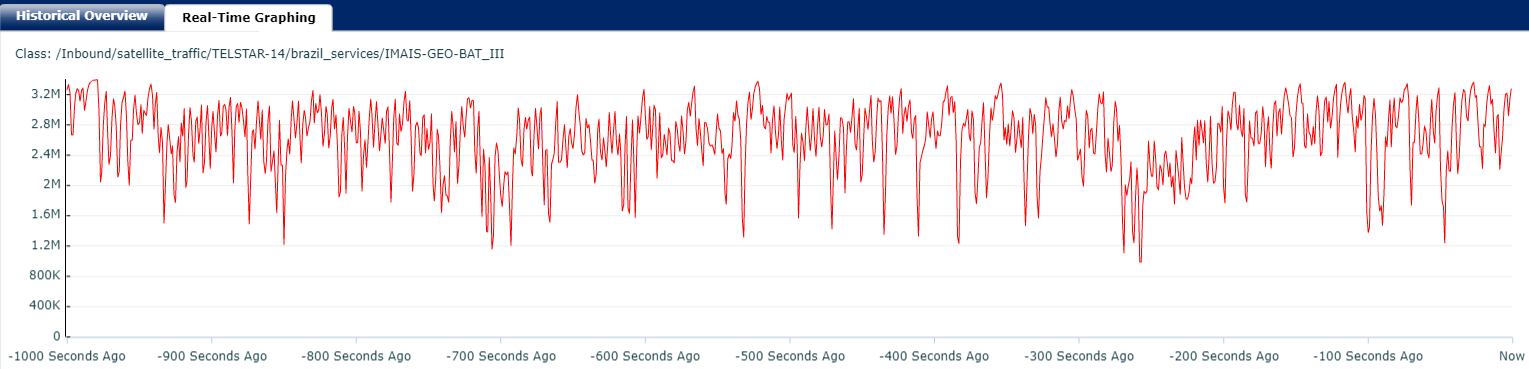 Historical Overview
Real-Time Graphing
Class: /Inbound/satellite_traffic/TELSTAR-14/brazil_services/IMAIS-GEO-BAT_III
3.2M
2.8M
2.4M
2M
1.6M
1.2M
800K
400K
0
-1000 Seconds Ago
-900 Seconds Ago
-800 Seconds Ago
-700 Seconds Ago
-600 Seconds Ago
-500 Seconds Ago
-400 Seconds Ago
-300 Seconds Ago
-200 Seconds Ago
-100 Seconds Ago
Now